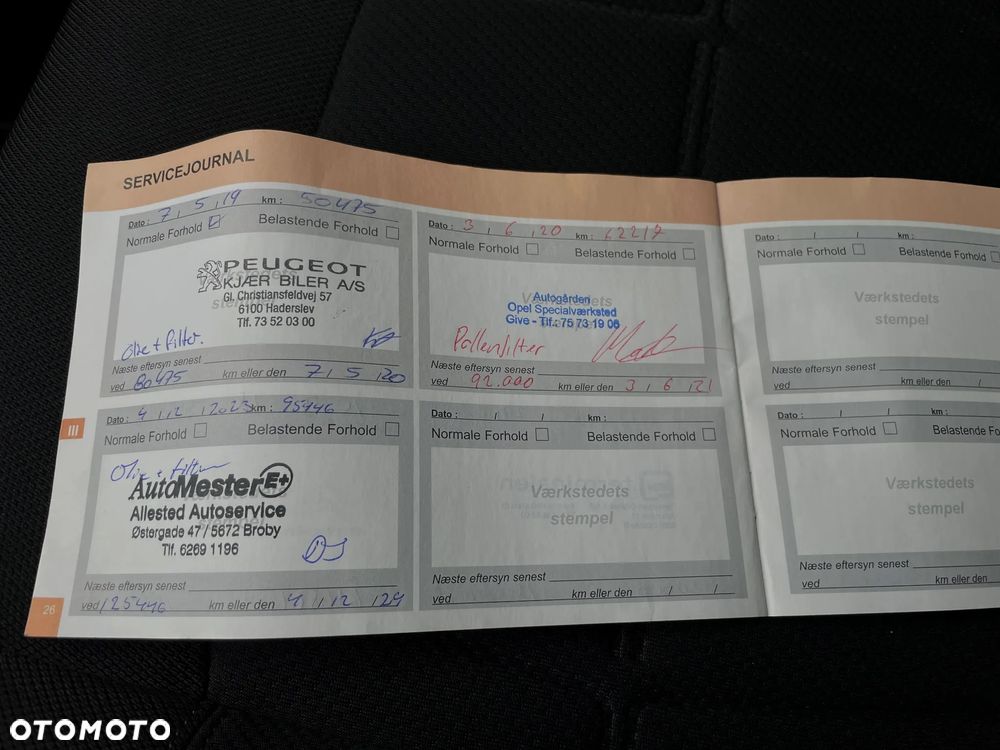 SERVICEJOURNAL
Dato : 7 , 5 , 19 km : 50475
Normale Forhold Belastende Forhold
PEUGEOT
KJÆR BILER A/S
Gl. Christiansfeldvej 57
6100 Haderslev
Tlf. 73 52 03 00
Olie + filter.
Næste eftersyn senest
ved 80475 km eller den 7 , 5 , 20
Dato : 3 , 6 , 20 km :
Normale Forhold Belastende Forhold
Værkstedets
stempel
Autogården
Opel Specialværksted
Give - Tlf.: 75 73 19 06
Pollenfilter
Næste eftersyn senest
ved 92.000 km eller den 3 , 6 , 21
Dato : / / km :
Normale Forhold Belastende Forhold
Værkstedets
stempel
Næste eftersyn senest
ved km eller den /
III
Dato : 4 , 12 , 2023 km : 95446
Normale Forhold Belastende Forhold
Olie + filter
AutoMester E+
Allested Autoservice
Østergade 47 / 5672 Broby
Tlf. 6269 1196
DJ
Næste eftersyn senest
ved 125446 km eller den 4 , 12 , 24
Dato : / / km :
Normale Forhold Belastende Forhold
Værkstedets
stempel
Næste eftersyn senest
ved km eller den / /
Dato : / / km :
Normale Forhold Belastende Fo
Værkstedets
stempel
Næste eftersyn senest
ved km eller den
26
OTOMOTO